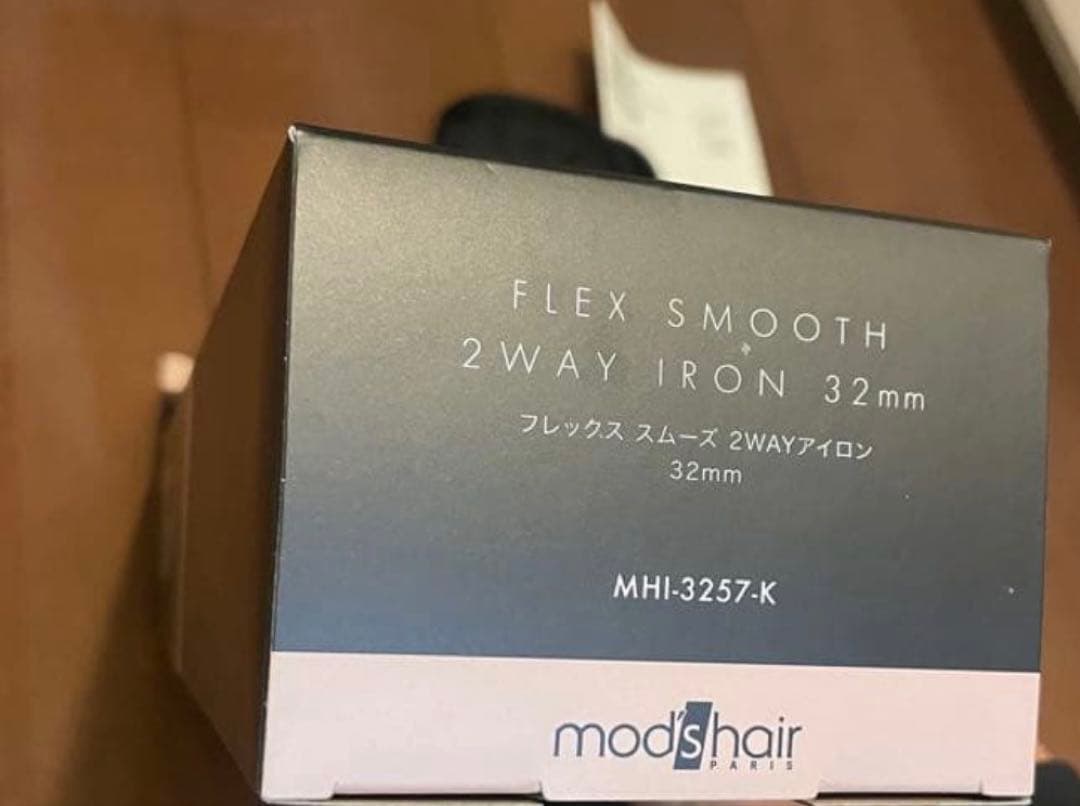 FLEX SMOOTH
2WAY IRON 32mm
フレックス スムーズ 2WAYアイロン
32mm
MHI-3257-K
mod's hair
PARIS